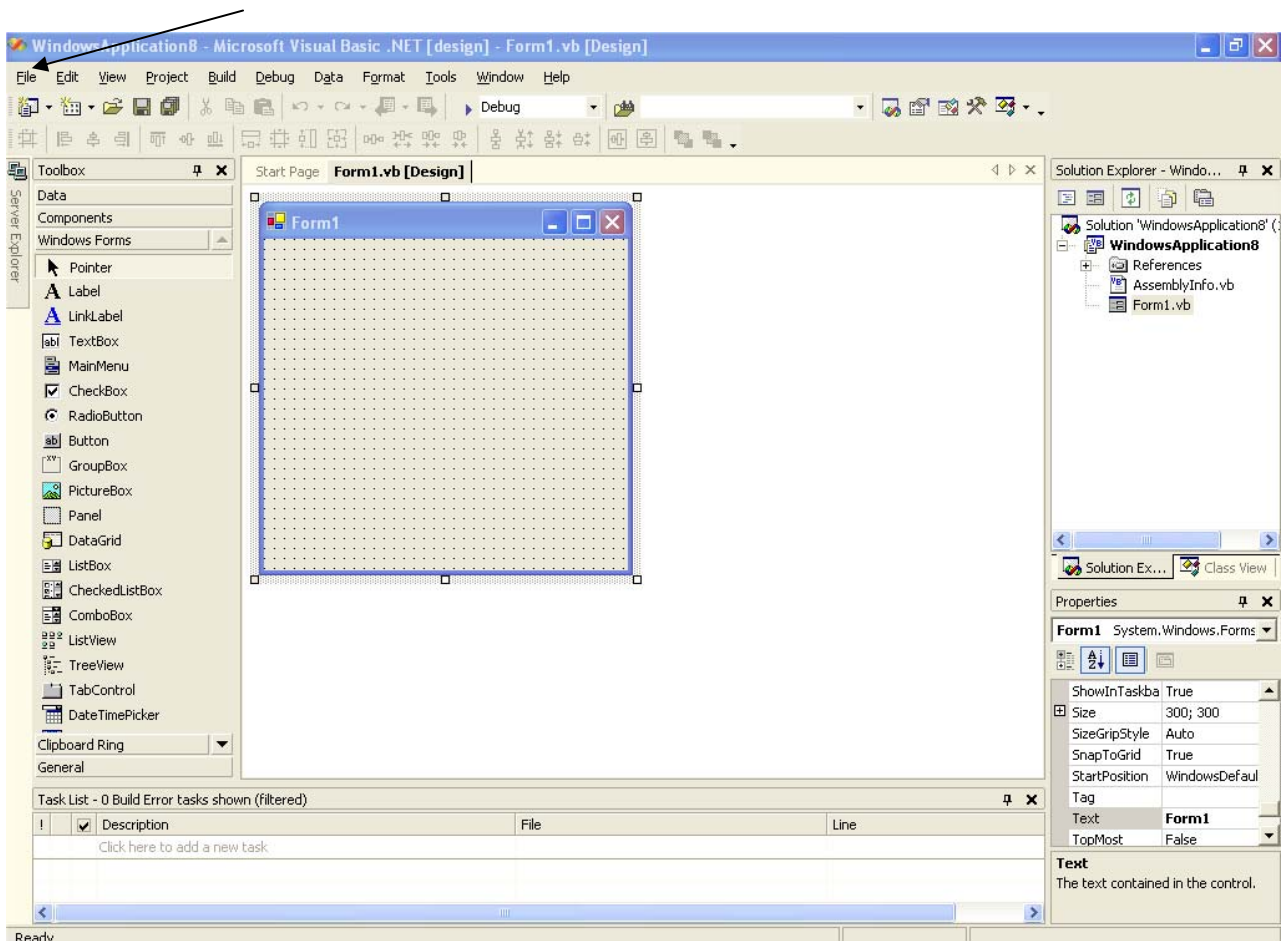 WindowsApplication8 - Microsoft Visual Basic .NET [design] - Form1.vb [Design]
File Edit View Project Build Debug Data Format Tools Window Help
Debug
Server Explorer
Toolbox
Data
Components
Windows Forms
Pointer
Label
LinkLabel
TextBox
MainMenu
CheckBox
RadioButton
Button
GroupBox
PictureBox
Panel
DataGrid
ListBox
CheckedListBox
ComboBox
ListView
TreeView
TabControl
DateTimePicker
Clipboard Ring
General
Start Page Form1.vb [Design]
Form1
Solution Explorer - Windo...
Solution 'WindowsApplication8' (
WindowsApplication8
References
AssemblyInfo.vb
Form1.vb
Solution Ex... Class View
Properties
Form1 System.Windows.Forms
ShowInTaskba True
Size 300; 300
SizeGripStyle Auto
SnapToGrid True
StartPosition WindowsDefaul
Tag
Text Form1
TopMost False
Text
The text contained in the control.
Task List - 0 Build Error tasks shown (filtered)
! Description File Line
Click here to add a new task
Ready